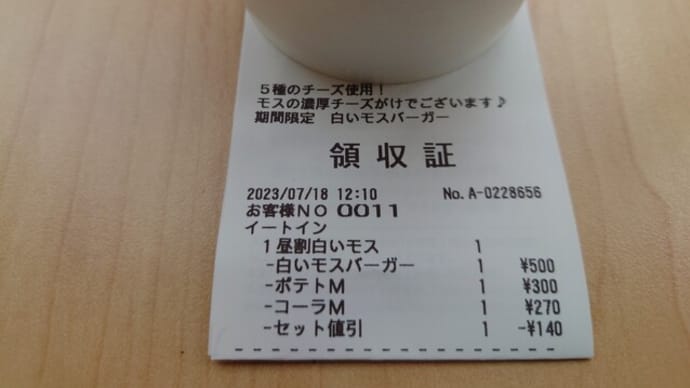 5種のチーズ使用!
モスの濃厚チーズがけでございます♪
期間限定 白いモスバーガー
領収証
2023/07/18 12:10 No.A-0228656
お客様NO 0011
イートイン
1昼割白いモス 1
-白いモスバーガー 1 ¥500
-ポテトM 1 ¥300
-コーラM 1 ¥270
-セット値引 1 -¥140